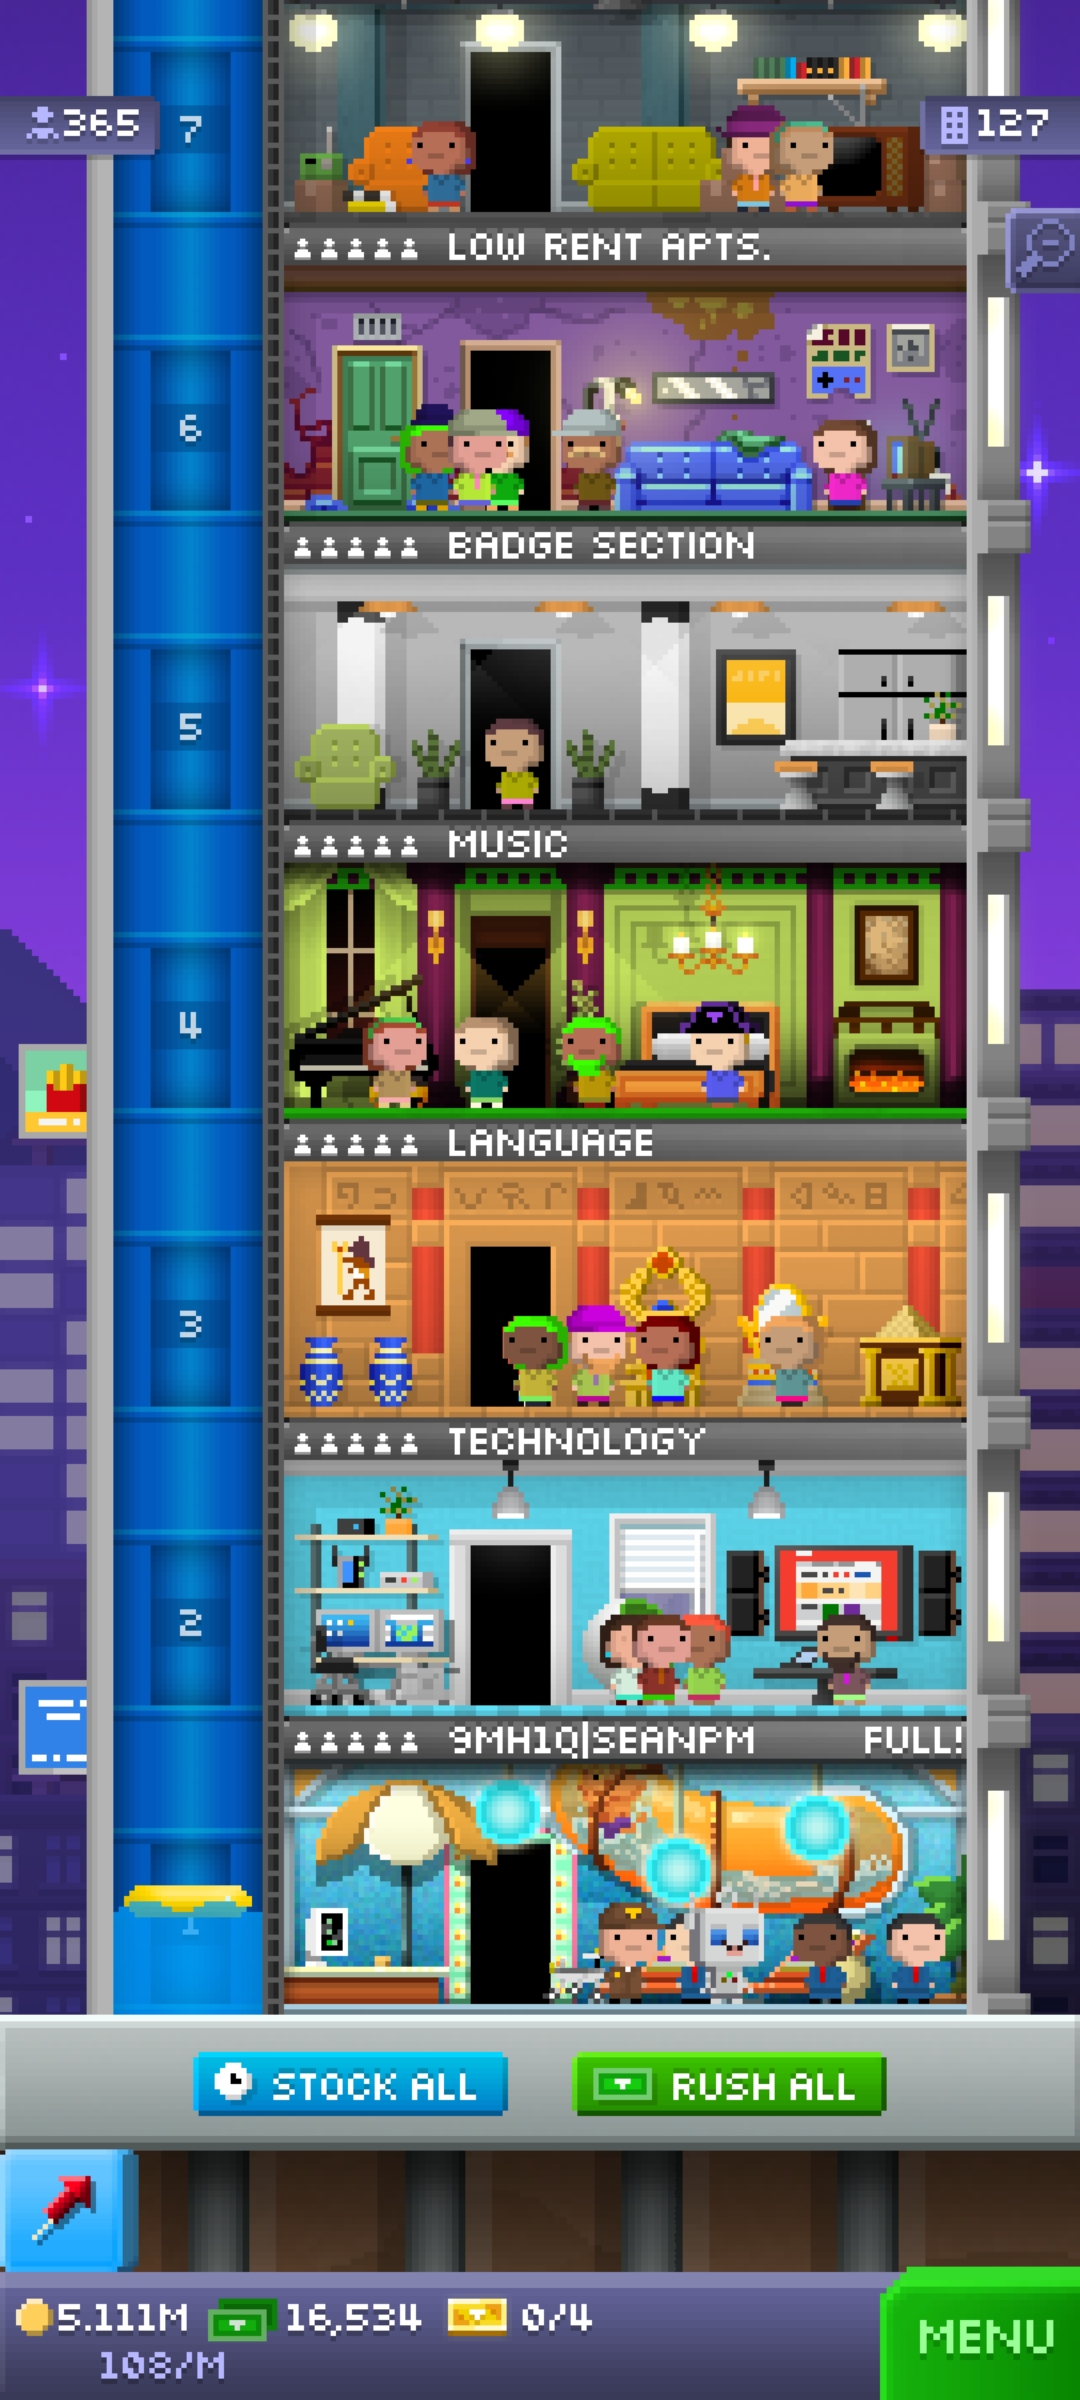 365
7
127
LOW RENT APTS.
6
BADGE SECTION
5
MUSIC
4
LANGUAGE
3
TECHNOLOGY
2
9MH1Q|SEANPM FULL!
1
STOCK ALL
RUSH ALL
5.111M
16,534
0/4
108/M
MENU